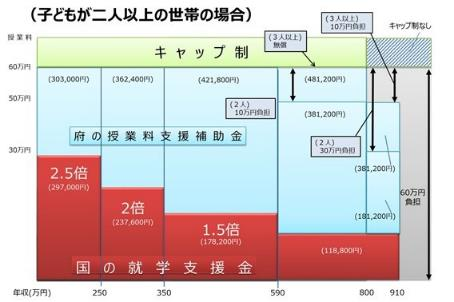 (子どもが二人以上の世帯の場合)
授業料
キャップ制
(3人以上)
無償
(3人以上)
10万円負担
キャップ制なし
60万円
50万円
30万円
(303,000円)
(362,400円)
(421,800円)
(481,200円)
(2人)
10万円負担
(381,200円)
府の授業料支援補助金
(2人)
30万円負担
(381,200円)
(181,200円)
60万円
負担
2.5倍
(297,000円)
2倍
(237,600円)
1.5倍
(178,200円)
(118,800円)
国の就学支援金
年収(万円)
250
350
590
800
910